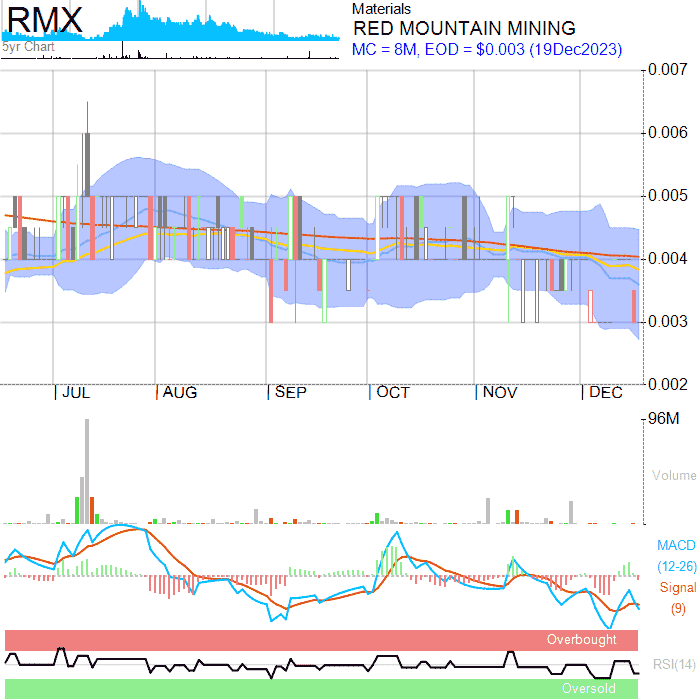 RMX
5yr Chart
Materials
RED MOUNTAIN MINING
MC = 8M, EOD = $0.003 (19Dec2023)
0.007
0.006
0.005
0.004
0.003
0.002
JUL AUG SEP OCT NOV DEC
96M
Volume
MACD
(12-26)
Signal
(9)
Overbought
RSI(14)
Oversold